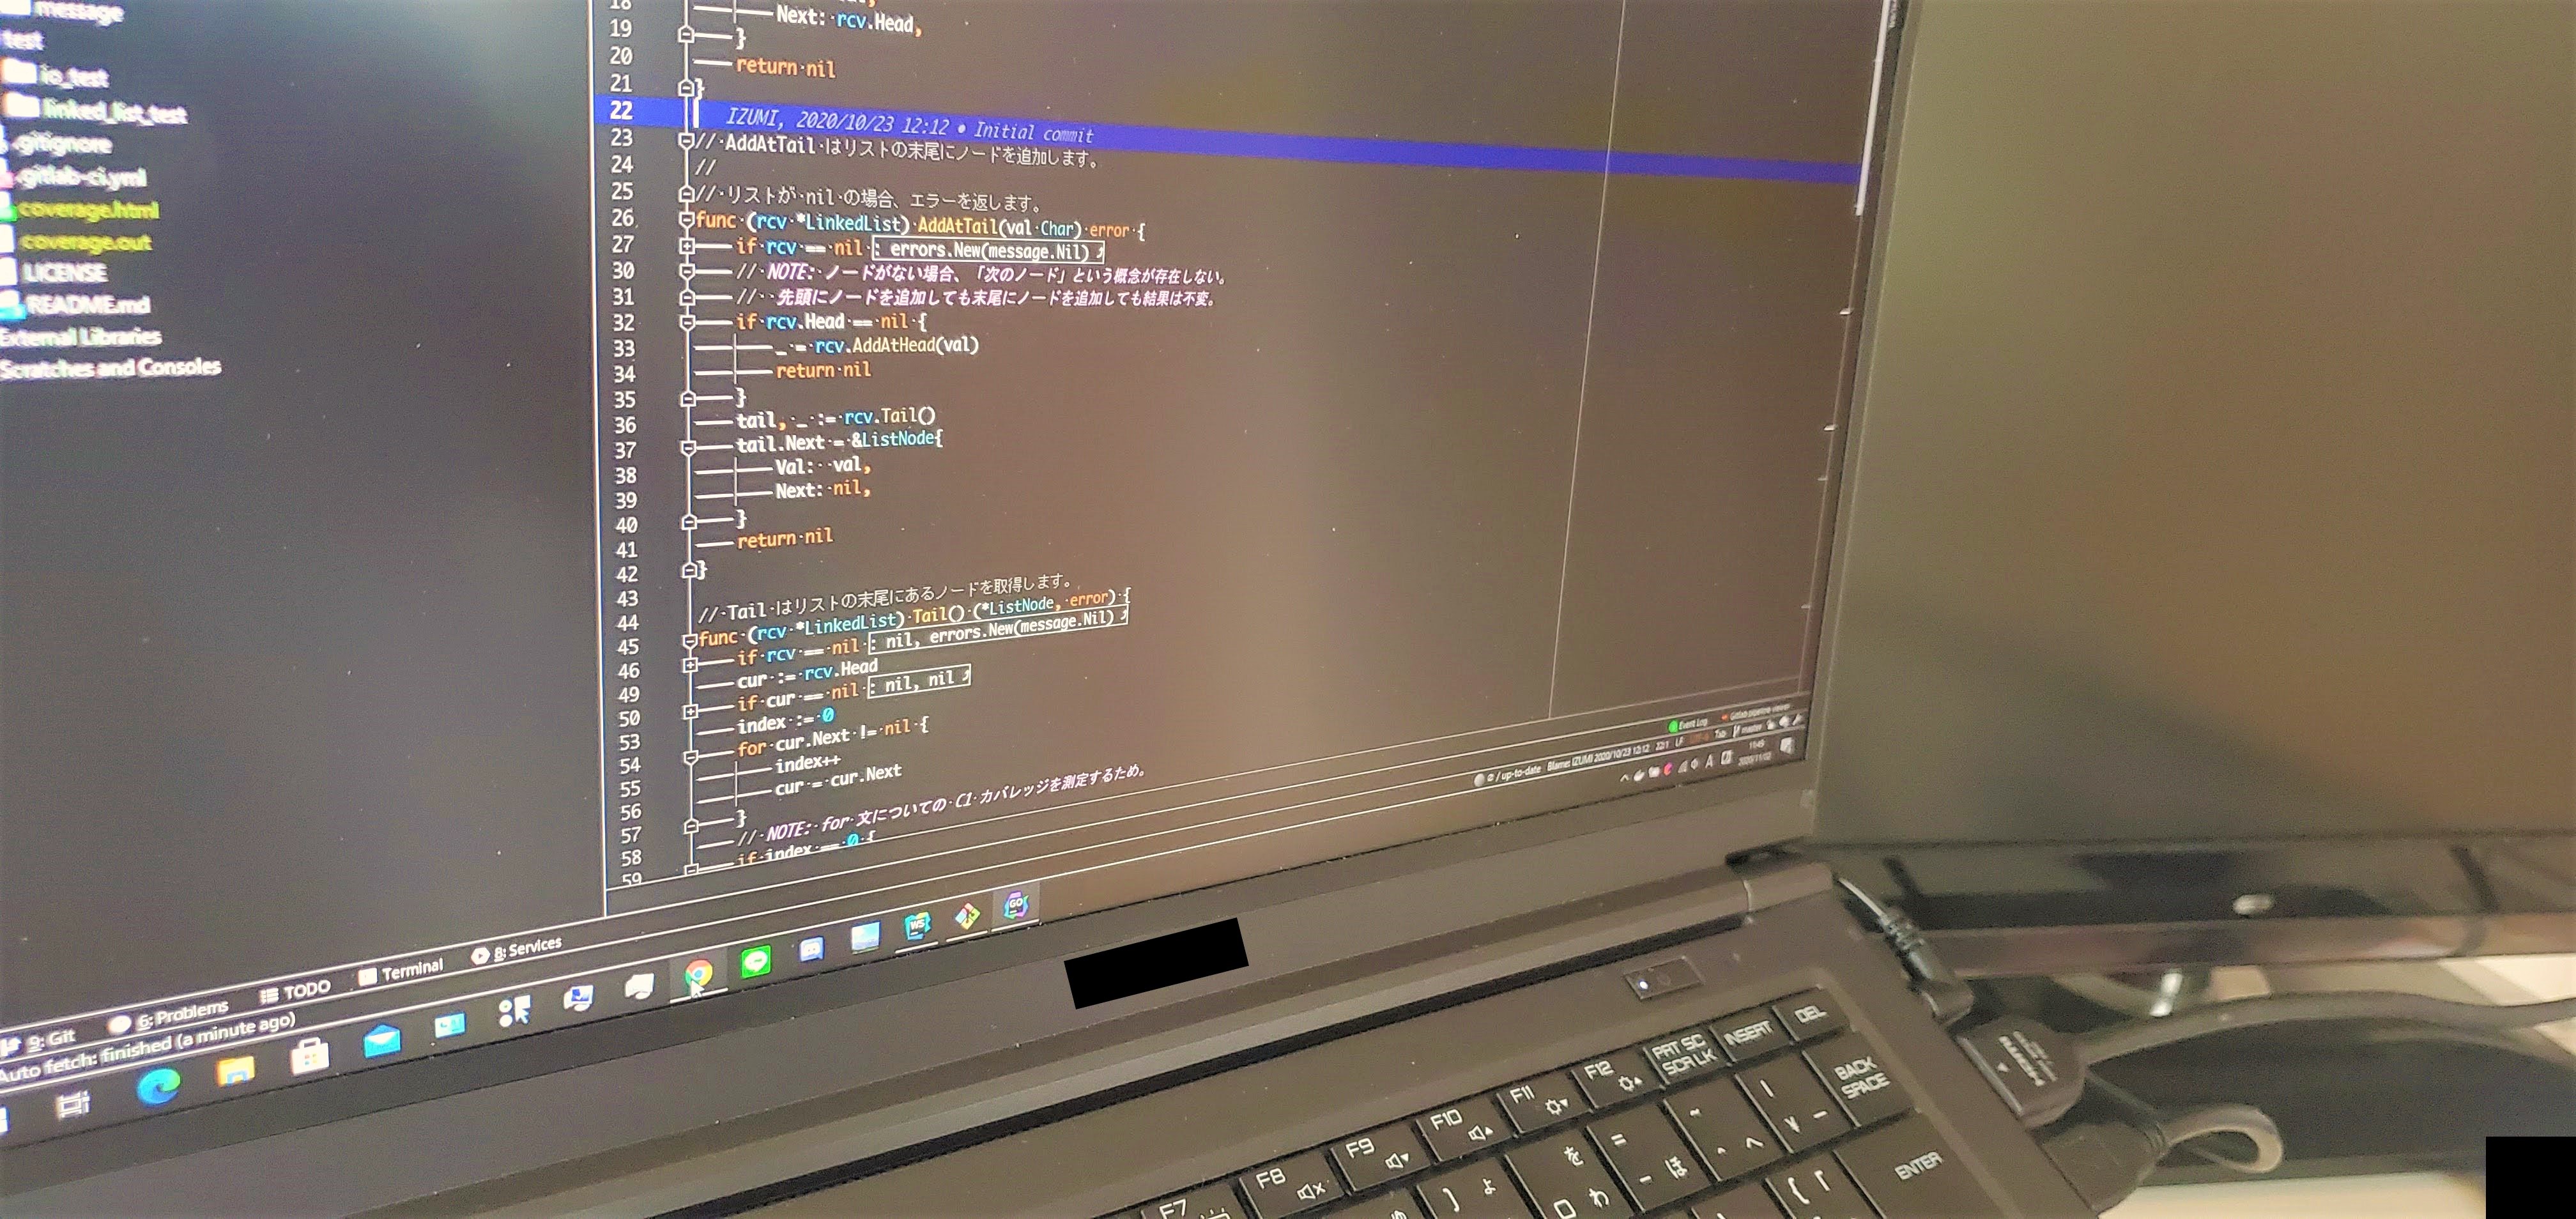 message
test
io_test
linked_list_test
.gitignore
.gitlab-ci.yml
coverage.html
coverage.out
LICENSE
README.md
External Libraries
Scratches and Consoles
18
19
20
21
22
23
24
25
26
27
30
31
32
33
34
35
36
37
38
39
40
41
42
43
44
45
46
49
50
53
54
55
56
57
58
59
Next: rcv.Head,
}
return nil
}
IZUMI, 2020/10/23 12:12 • Initial commit
// AddAtTail はリストの末尾にノードを追加します。
//
// リストが nil の場合、エラーを返します。
func (rcv *LinkedList) AddAtTail(val Char) error {
if rcv == nil : errors.New(message.Nil)
// NOTE: ノードがない場合、「次のノード」という概念が存在しない。
// 先頭にノードを追加しても末尾にノードを追加しても結果は不変。
if rcv.Head == nil {
_ = rcv.AddAtHead(val)
return nil
}
tail, _ := rcv.Tail()
tail.Next = &ListNode{
Val: val,
Next: nil,
}
return nil
}
// Tail はリストの末尾にあるノードを取得します。
func (rcv *LinkedList) Tail() (*ListNode, error) {
if rcv == nil : nil, errors.New(message.Nil)
cur := rcv.Head
if cur == nil : nil, nil
index := 0
for cur.Next != nil {
index++
cur = cur.Next
}
// NOTE: for 文についての C1 カバレッジを測定するため。
if index == 0 {
Event Log
9: Git 6: Problems TODO Terminal 8: Services
Auto fetch: finished (a minute ago)
/ up-to-date Blame: IZUMI 2020/10/23 12:12 22:1 LF Tab master
A
11:45
2020/11/02
WS
GO
F7 F8 F9 F10 F11 F12 PRT SC SCR LK INSERT DEL
BACK SPACE
ENTER
よ を わ ほ へ
HDMI